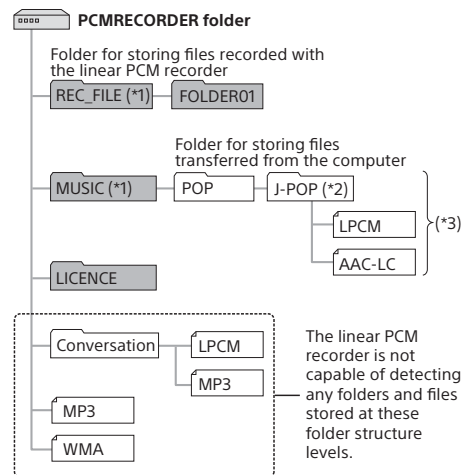 PCMRECORDER folder
Folder for storing files recorded with
the linear PCM recorder
REC_FILE (*1)
FOLDER01
Folder for storing files
transferred from the computer
MUSIC (*1)
POP
J-POP (*2)
LPCM
(*3)
AAC-LC
LICENCE
Conversation
LPCM
MP3
MP3
WMA
The linear PCM
recorder is not
capable of detecting
any folders and files
stored at these
folder structure
levels.